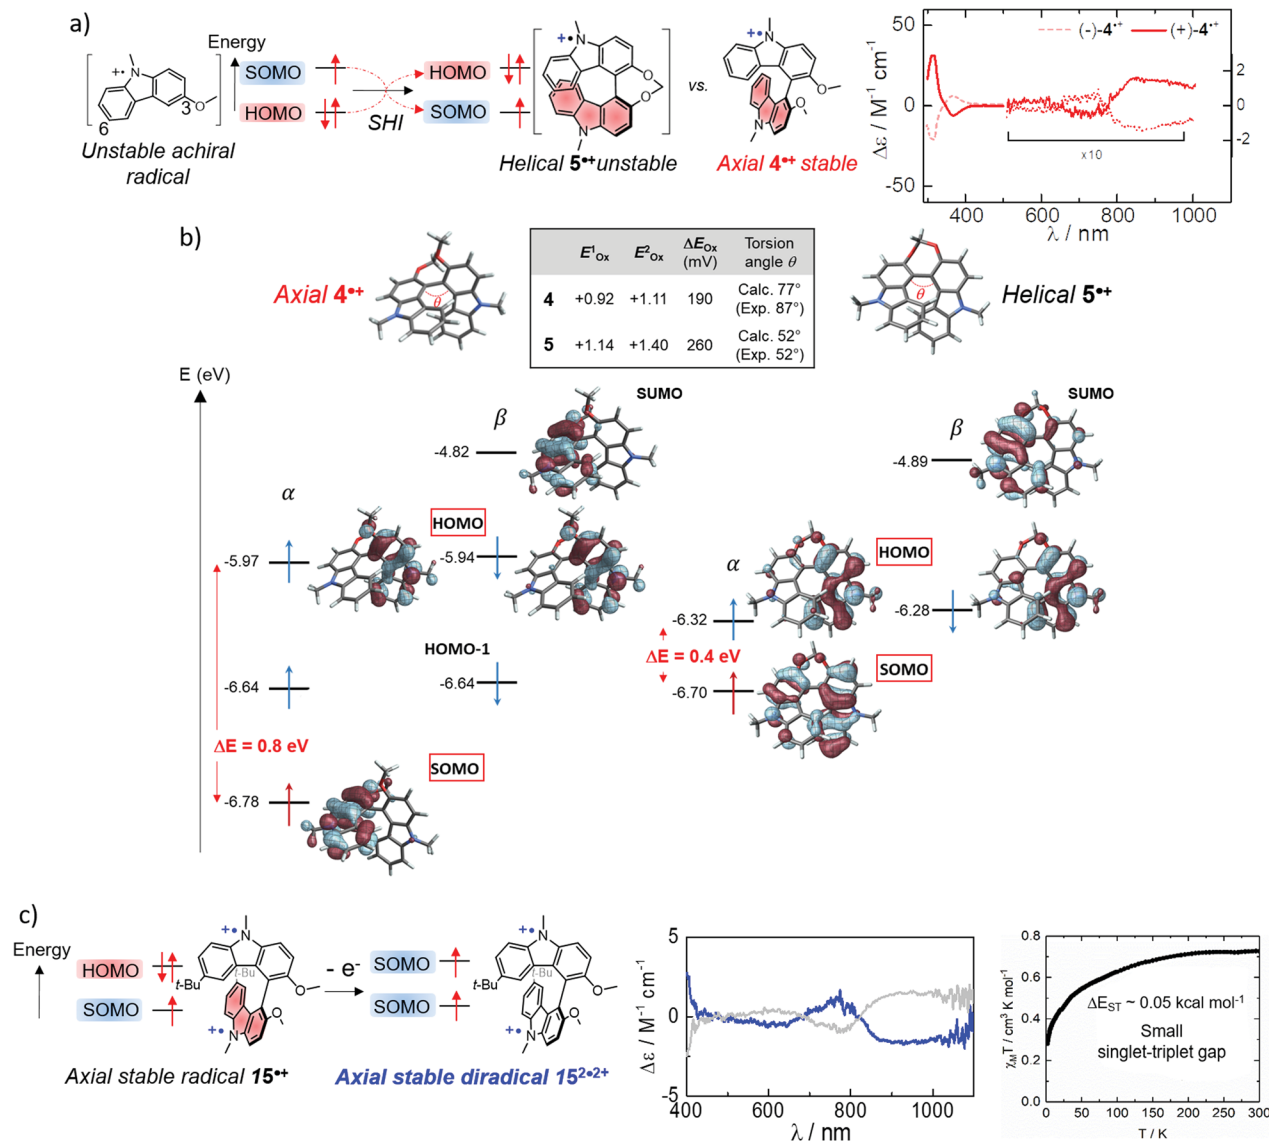 a)
Energy
SOMO
HOMO
SHI
HOMO
SOMO
+•
N
O
3
6
Unstable achiral
radical
+•
N
O
O
N
Helical 5•+ unstable
vs.
+•
N
O
O
N
Axial 4•+ stable
Δε / M⁻¹ cm⁻¹
50
0
-50
(-)-4•+
(+)-4•+
2
1
0
-1
-2
x10
400
600
800
1000
λ / nm
b)
Axial 4•+
θ
E¹Ox E²Ox ΔEOx (mV) Torsion angle θ
4 +0.92 +1.11 190 Calc. 77° (Exp. 87°)
5 +1.14 +1.40 260 Calc. 52° (Exp. 52°)
θ
Helical 5•+
E (eV)
β
SUMO
-4.82
α
HOMO
-5.97
-5.94
HOMO-1
-6.64
-6.64
ΔE = 0.8 eV
SOMO
-6.78
β
SUMO
-4.89
α
HOMO
-6.32
-6.28
ΔE = 0.4 eV
SOMO
-6.70
c)
Energy
HOMO
SOMO
+•
N
t-Bu
t-Bu
O
O
+•
N
Axial stable radical 15•+
- e-
SOMO
SOMO
+•
N
t-Bu
t-Bu
O
O
+•
N
Axial stable diradical 15²•²⁺
Δε / M⁻¹ cm⁻¹
5
0
-5
400
600
800
1000
λ / nm
χMT / cm³ K mol⁻¹
0.8
0.6
0.4
0.2
0.0
ΔEST ~ 0.05 kcal mol⁻¹
Small
singlet-triplet gap
0 50 100 150 200 250 300
T / K